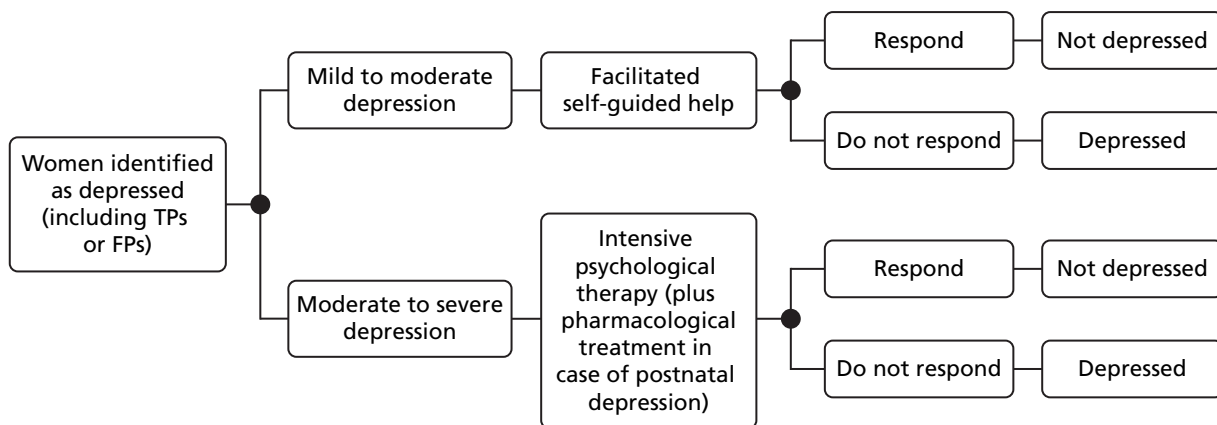 Women identified
as depressed
(including TPs
or FPs)
Mild to moderate
depression
Facilitated
self-guided help
Respond
Not depressed
Do not respond
Depressed
Moderate to severe
depression
Intensive
psychological
therapy (plus
pharmacological
treatment in
case of postnatal
depression)
Respond
Not depressed
Do not respond
Depressed